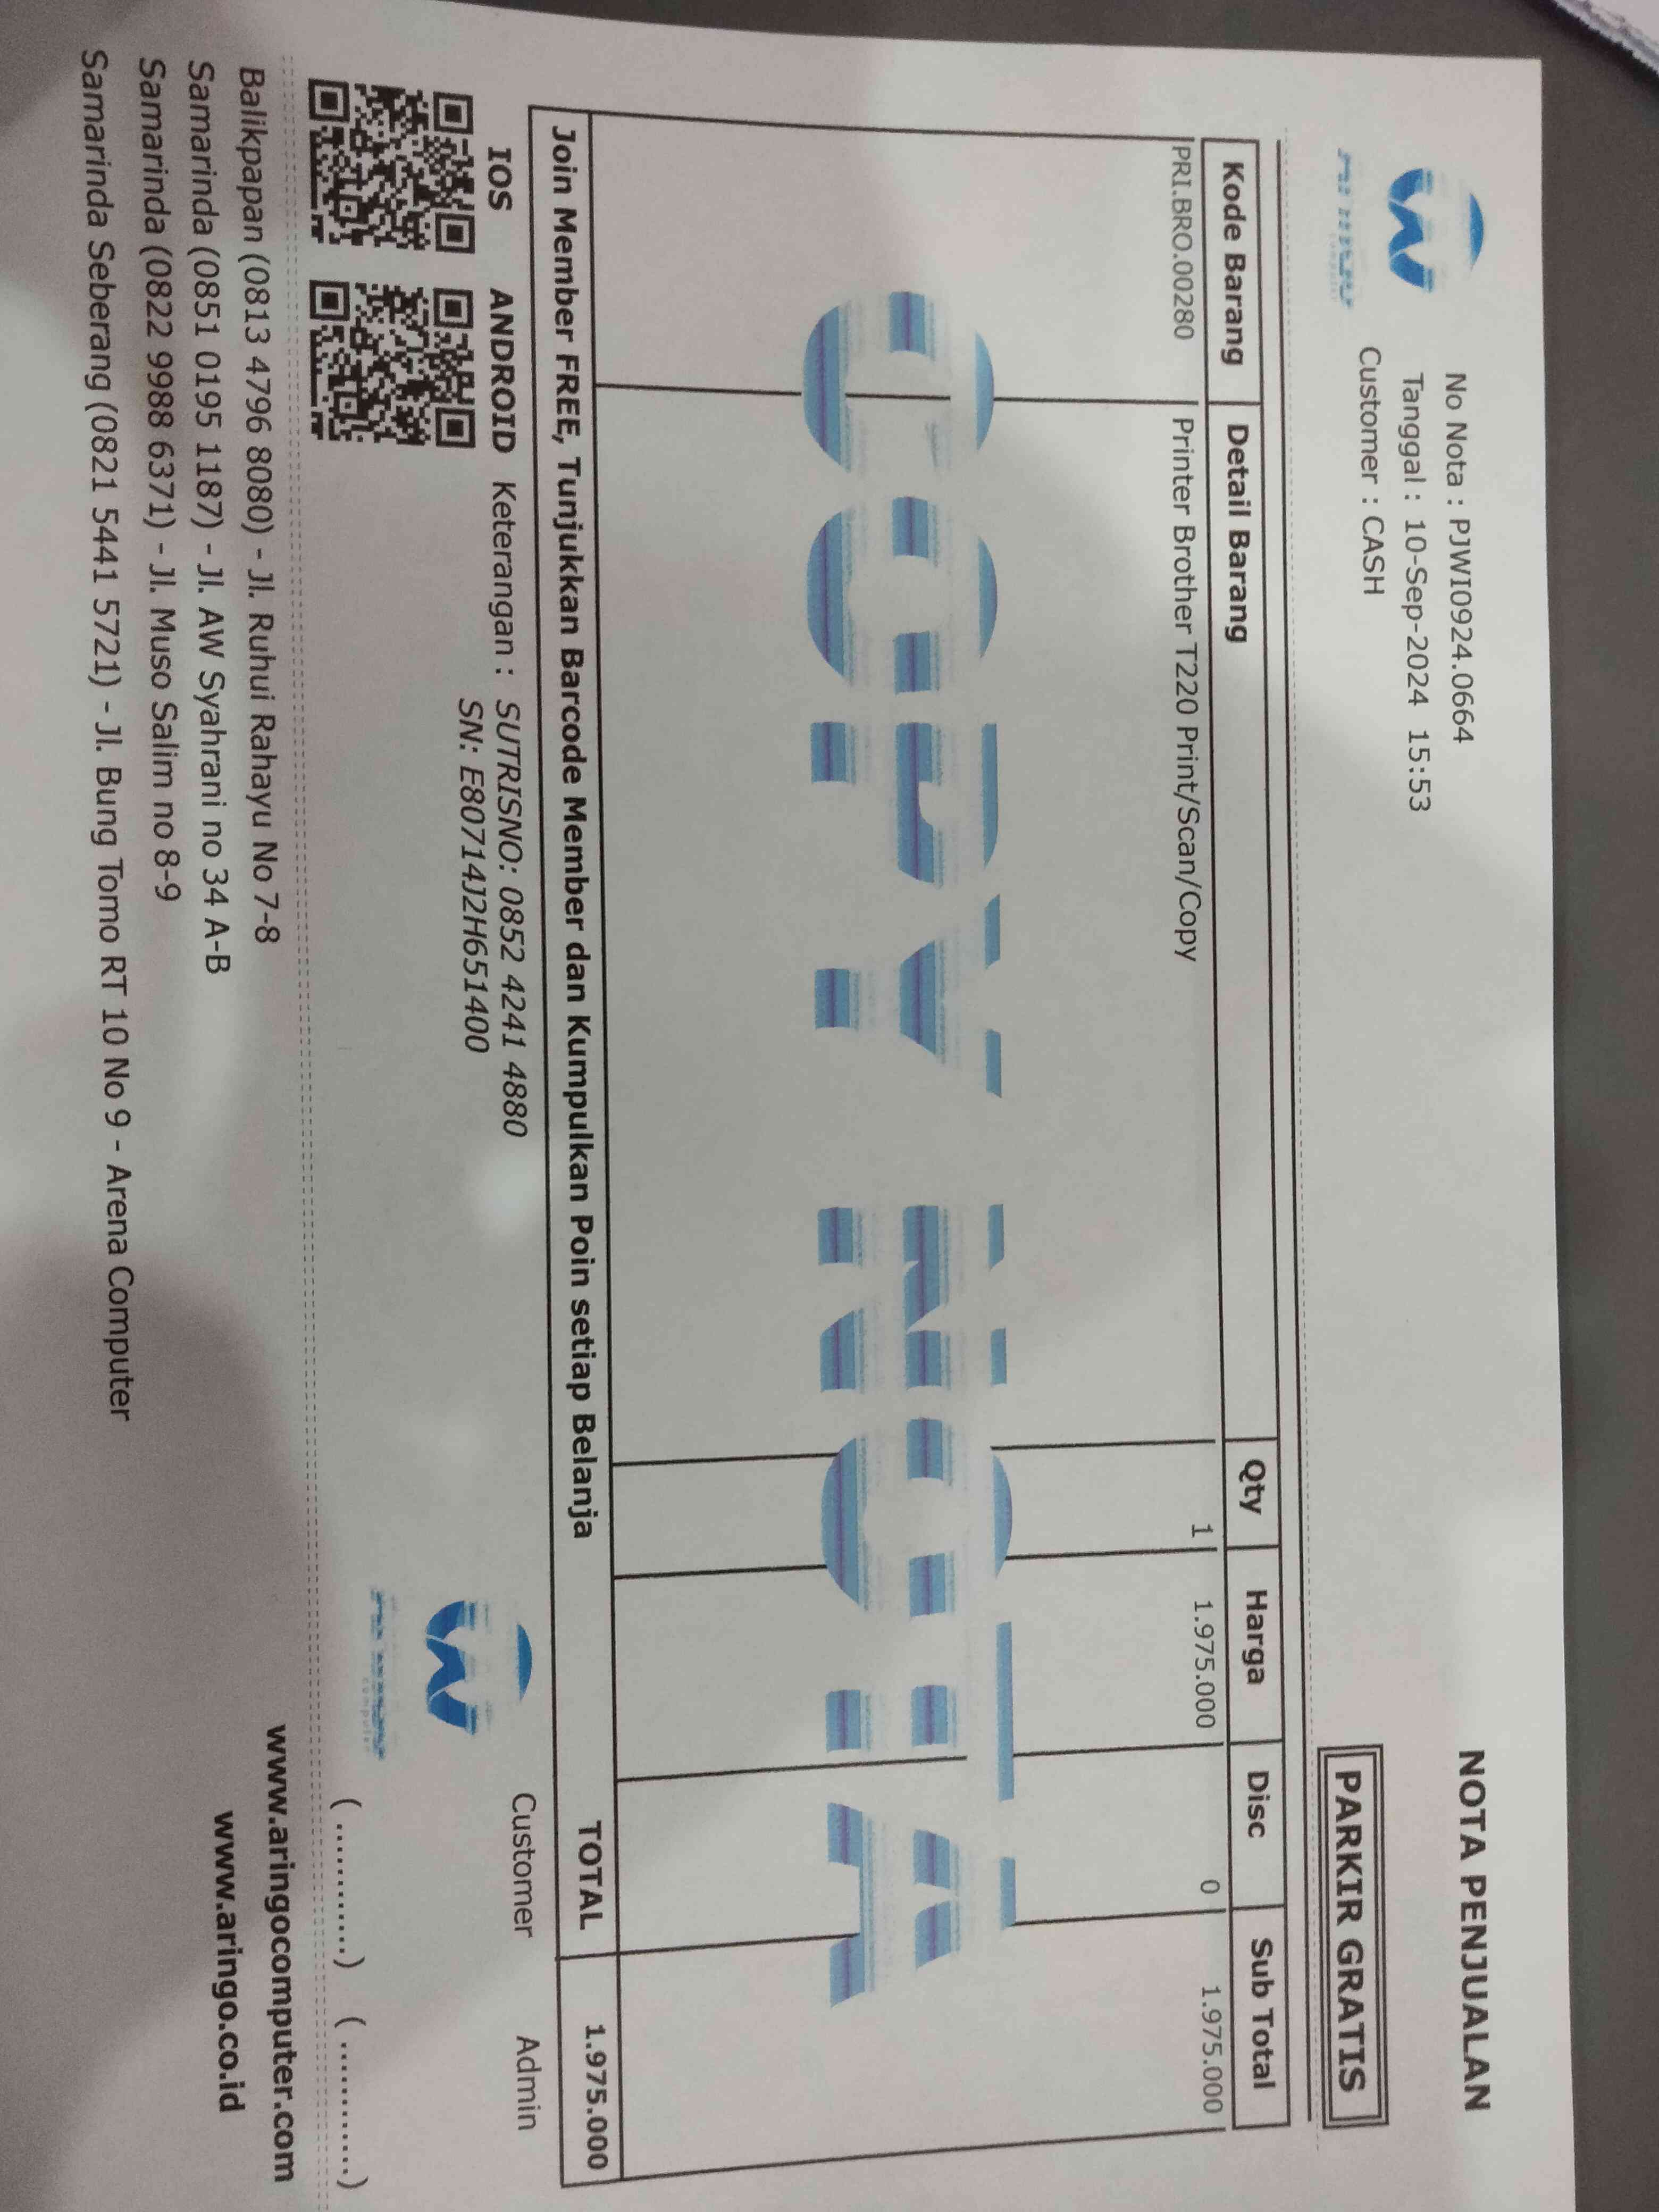 NOTA PENJUALAN
No Nota : PJWI0924.0664
Tanggal : 10-Sep-2024 15:53
Customer : CASH
PARKIR GRATIS
Kode Barang Detail Barang Qty Harga Disc Sub Total
PRI.BRO.00280 Printer Brother T220 Print/Scan/Copy 1 1.975.000 0 1.975.000
COPY NOTA
Join Member FREE, Tunjukkan Barcode Member dan Kumpulkan Poin setiap Belanja TOTAL 1.975.000
IOS ANDROID Keterangan : SUTRISNO: 0852 4241 4880
SN: E80714J2H651400
Customer Admin
computer
( ........... ) ( ........... )
Balikpapan (0813 4796 8080) - Jl. Ruhui Rahayu No 7-8
Samarinda (0851 0195 1187) - Jl. AW Syahrani no 34 A-B
Samarinda (0822 9988 6371) - Jl. Muso Salim no 8-9
Samarinda Seberang (0821 5441 5721) - Jl. Bung Tomo RT 10 No 9 - Arena Computer
www.aringocomputer.com
www.aringo.co.id